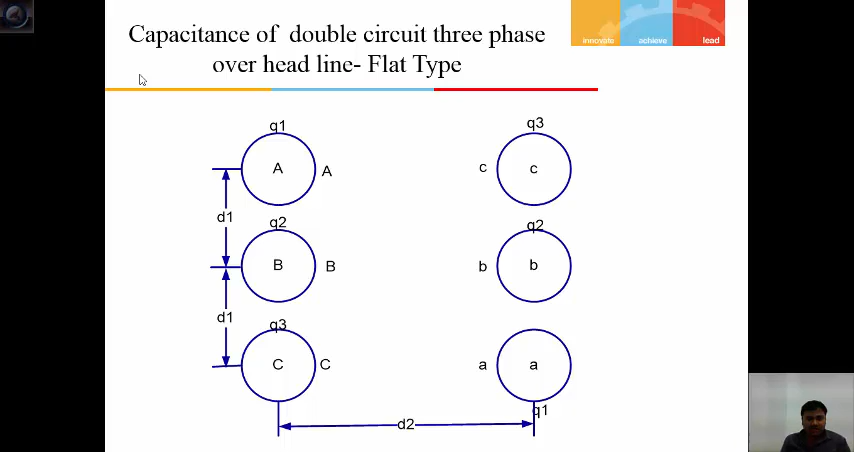 Capacitance of double circuit three phase
over head line- Flat Type
innovate achieve lead
q1
A
A
q3
c
c
d1
q2
B
B
q2
b
b
d1
q3
C
C
a
a
q1
d2